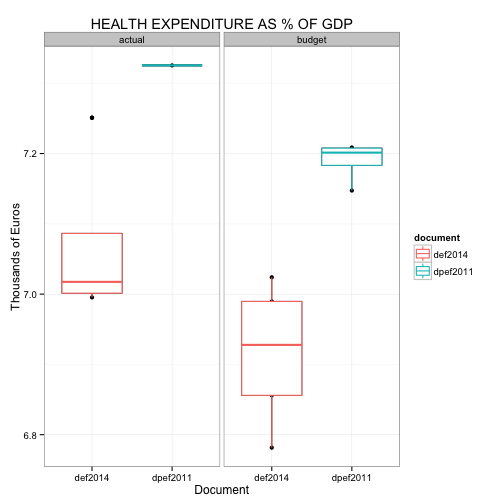 HEALTH EXPENDITURE AS % OF GDP
actual
budget
Thousands of Euros
7.2
7.0
6.8
def2014
dpef2011
def2014
dpef2011
Document
document
def2014
dpef2011